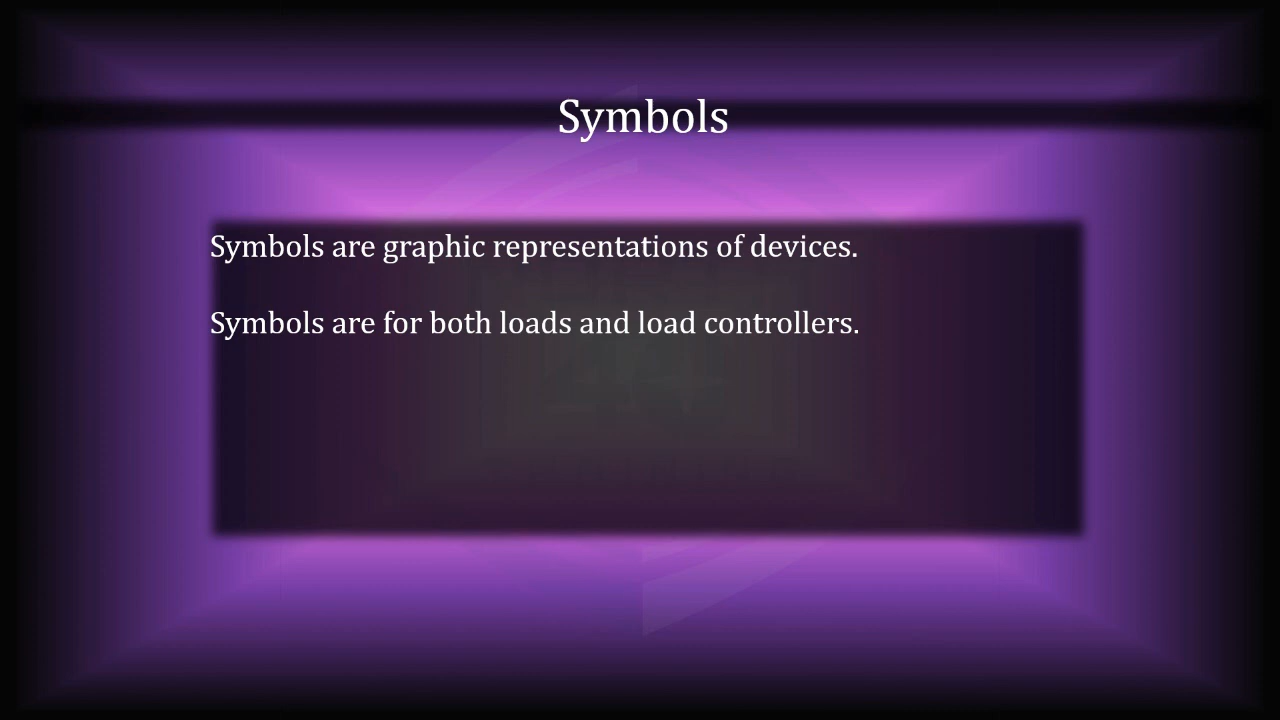 Symbols
Symbols are graphic representations of devices.
Symbols are for both loads and load controllers.